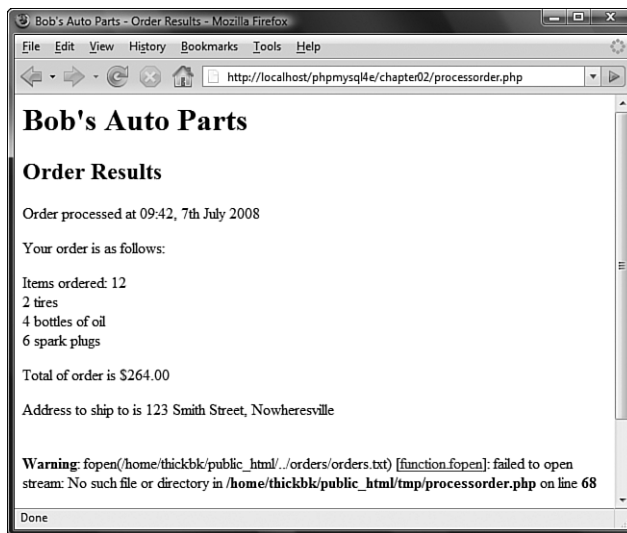 Bob's Auto Parts - Order Results - Mozilla Firefox
File Edit View History Bookmarks Tools Help
http://localhost/phpmysql4e/chapter02/processorder.php
Bob's Auto Parts
Order Results
Order processed at 09:42, 7th July 2008
Your order is as follows:
Items ordered: 12
2 tires
4 bottles of oil
6 spark plugs
Total of order is $264.00
Address to ship to is 123 Smith Street, Nowheresville
Warning: fopen(/home/thickbk/public_html/../orders/orders.txt) [function.fopen]: failed to open
stream: No such file or directory in /home/thickbk/public_html/tmp/processorder.php on line 68
Done